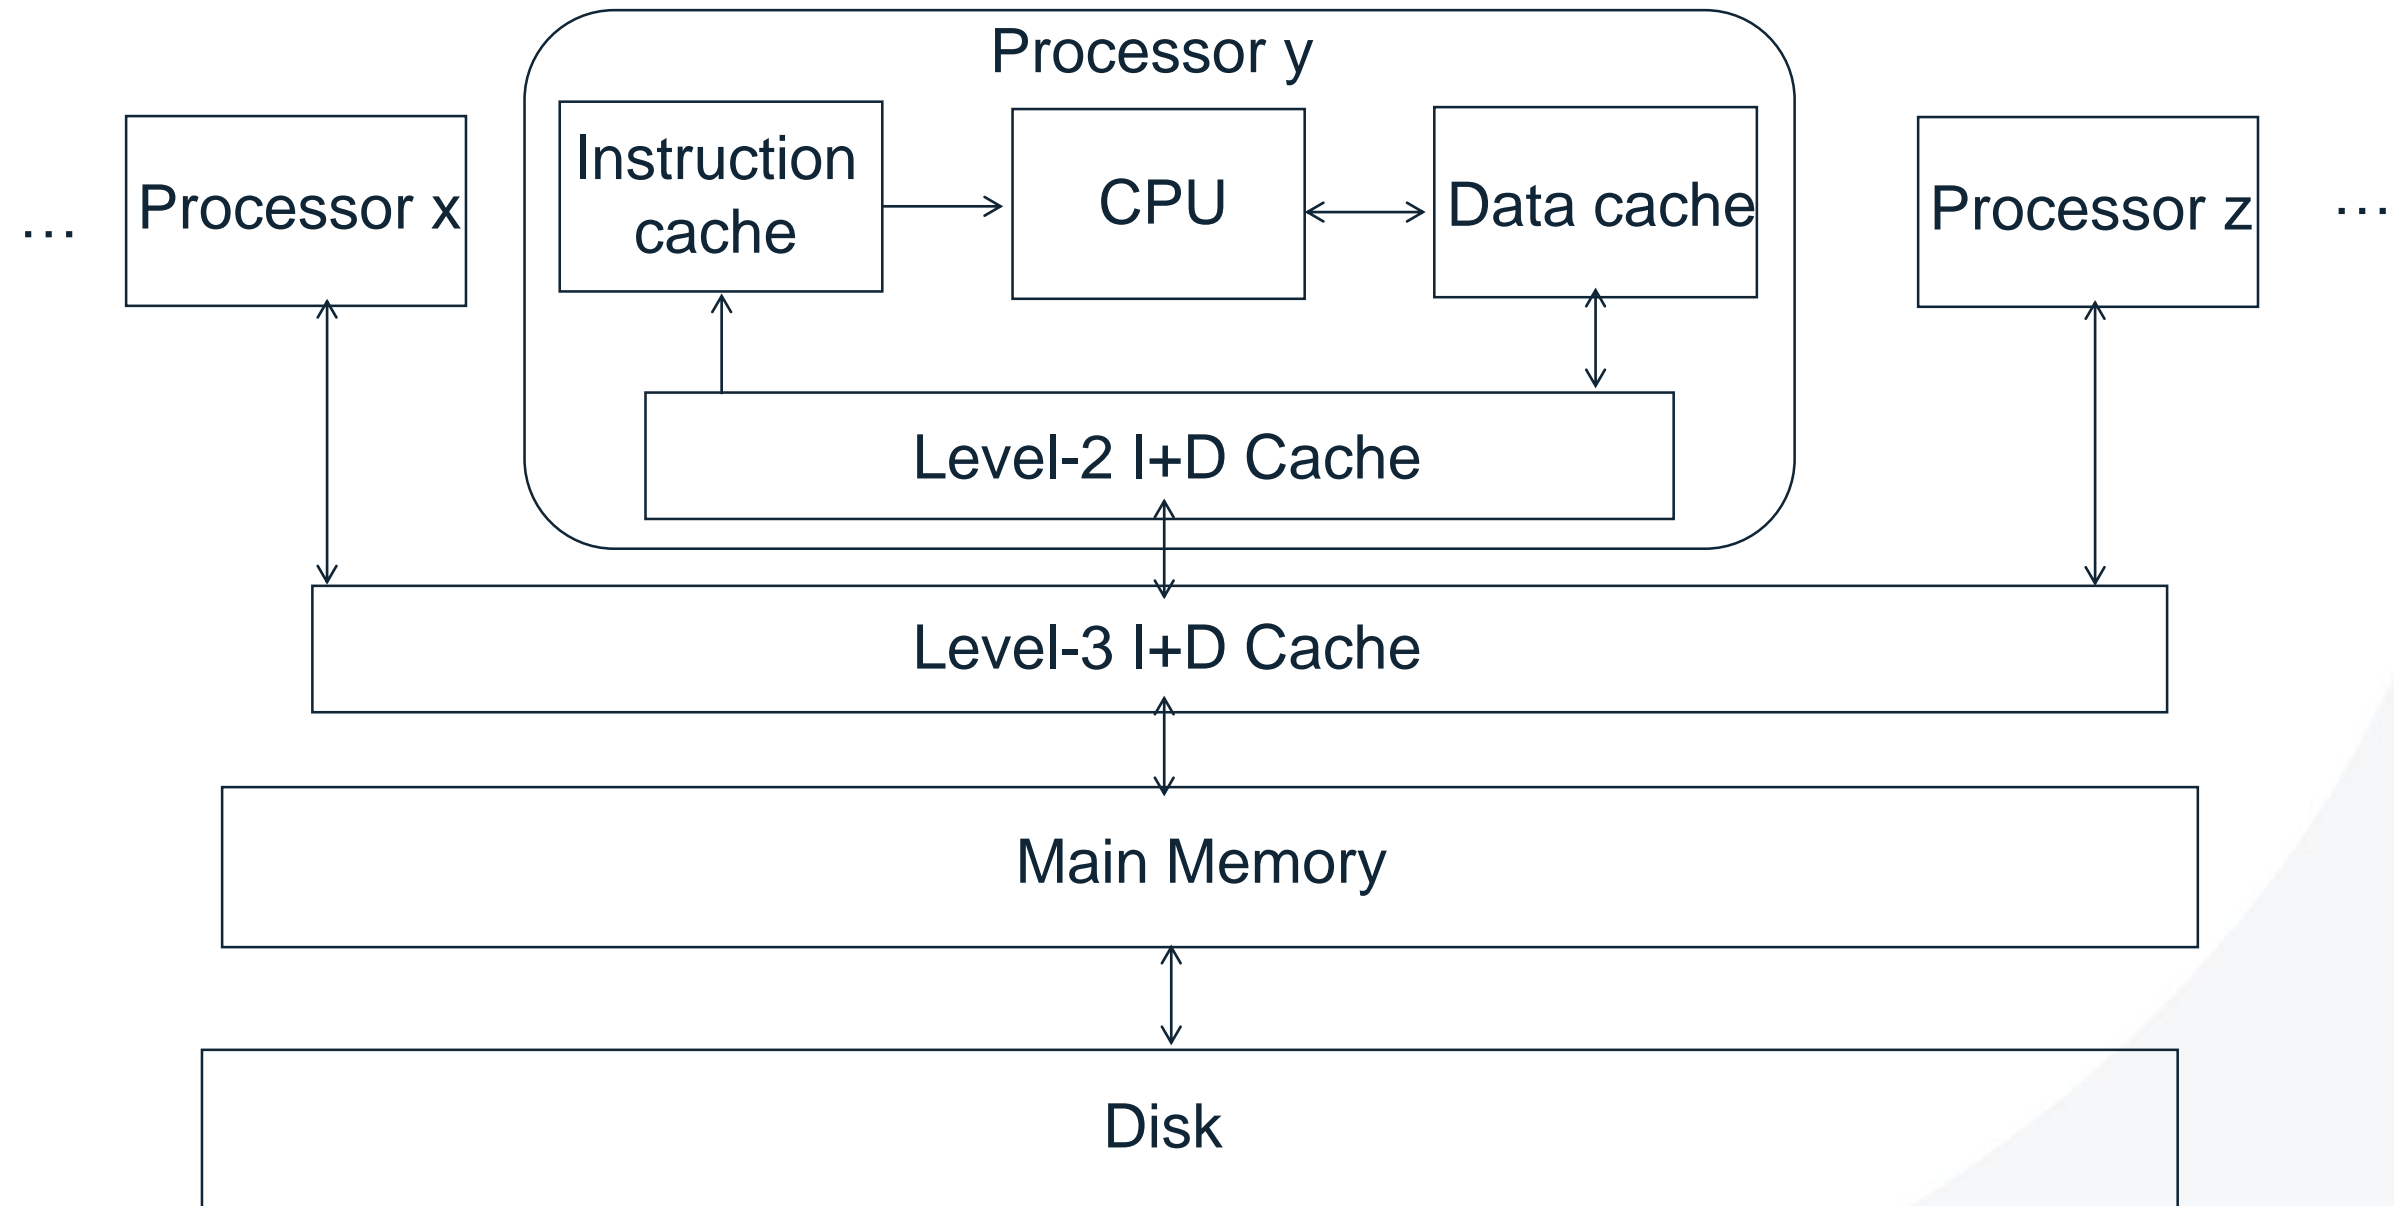 Processor y
Instruction
cache
CPU
Data cache
Processor x
Processor z
…
…
Level-2 I+D Cache
Level-3 I+D Cache
Main Memory
Disk